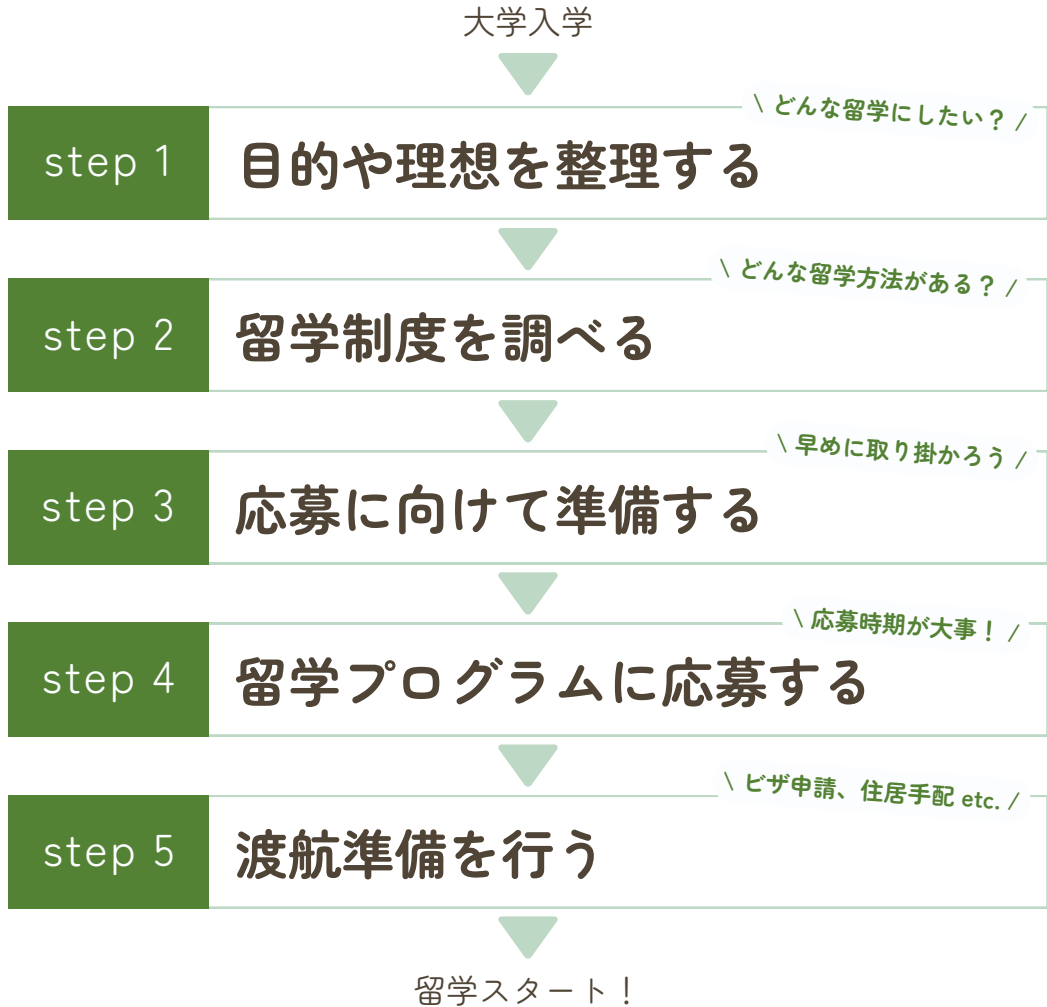 大学入学
\ どんな留学にしたい？ /
step 1
目的や理想を整理する
\ どんな留学方法がある？ /
step 2
留学制度を調べる
\ 早めに取り掛かろう /
step 3
応募に向けて準備する
\ 応募時期が大事！ /
step 4
留学プログラムに応募する
\ ビザ申請、住居手配 etc. /
step 5
渡航準備を行う
留学スタート！